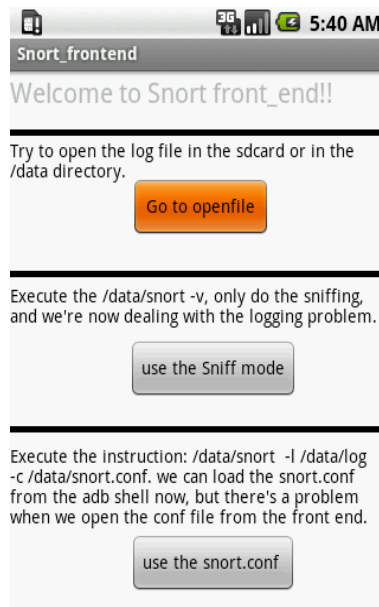 3G
5:40 AM
Snort_frontend
Welcome to Snort front_end!!
Try to open the log file in the sdcard or in the
/data directory.
Go to openfile
Execute the /data/snort -v, only do the sniffing,
and we're now dealing with the logging problem.
use the Sniff mode
Execute the instruction: /data/snort  -l /data/log
-c /data/snort.conf. we can load the snort.conf
from the adb shell now, but there's a problem
when we open the conf file from the front end.
use the snort.conf